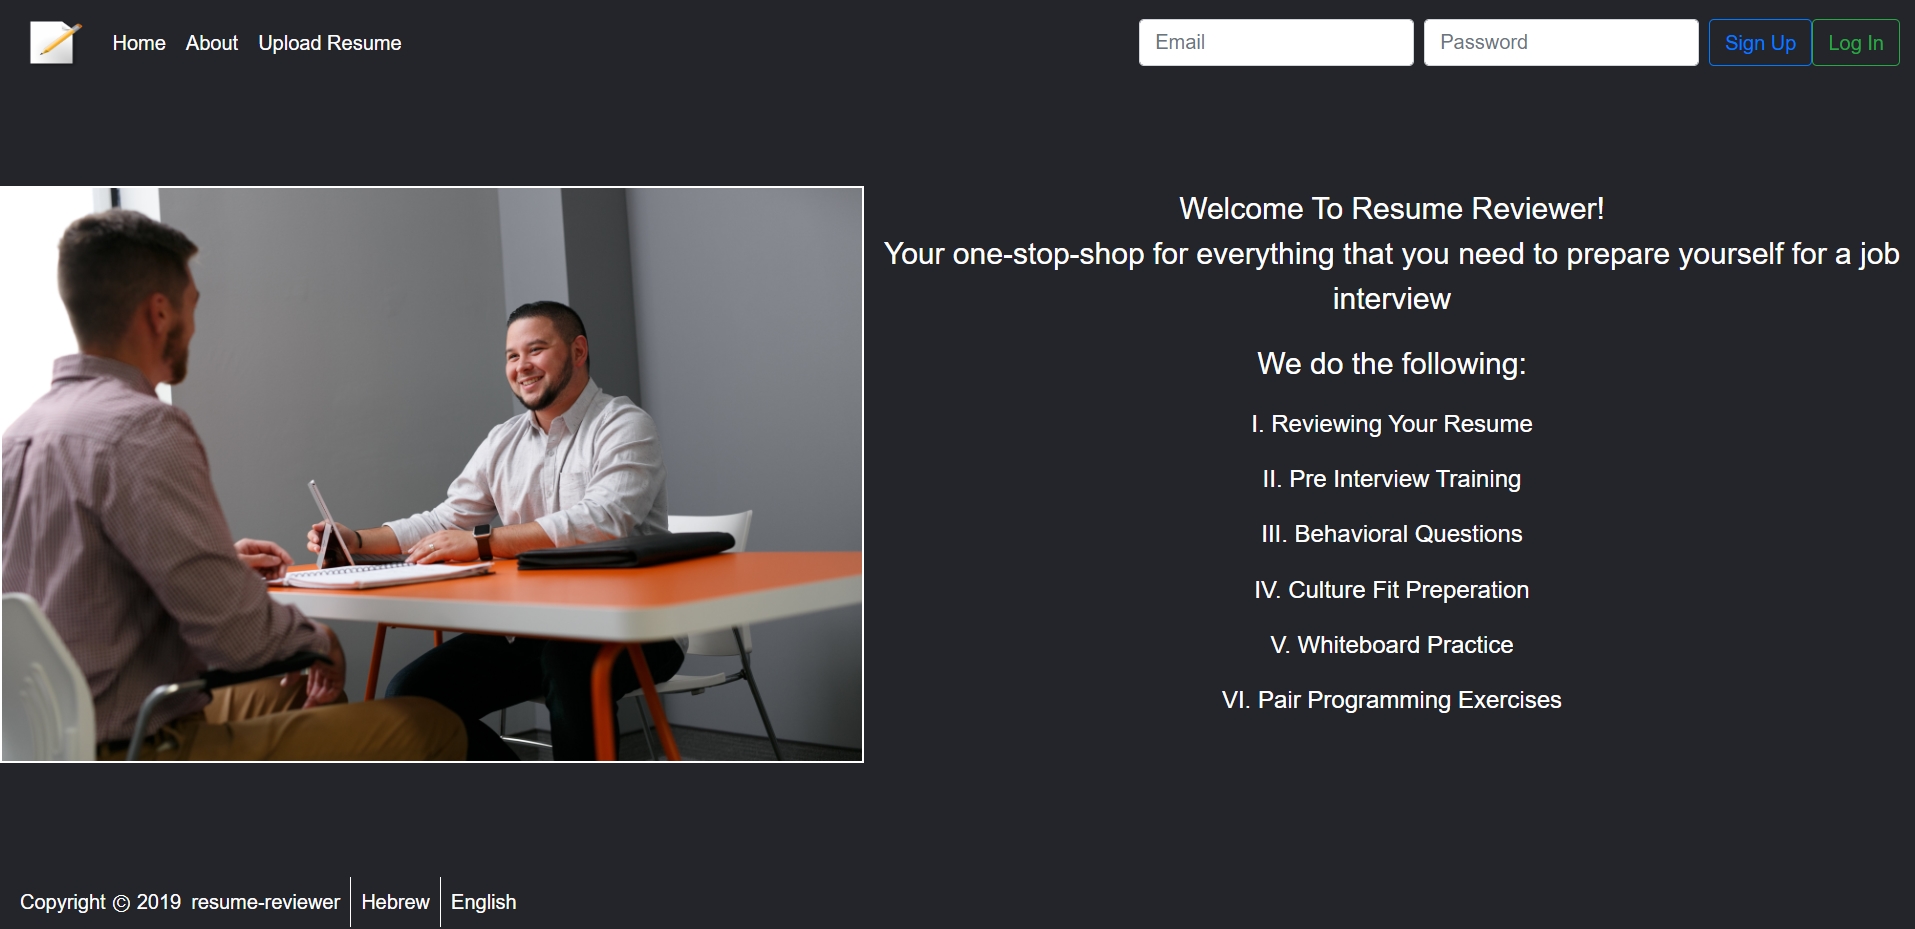 Home About Upload Resume Email Password Sign Up Log In
Welcome To Resume Reviewer!
Your one-stop-shop for everything that you need to prepare yourself for a job
interview
We do the following:
I. Reviewing Your Resume
II. Pre Interview Training
III. Behavioral Questions
IV. Culture Fit Preperation
V. Whiteboard Practice
VI. Pair Programming Exercises
Copyright © 2019 resume-reviewer Hebrew English